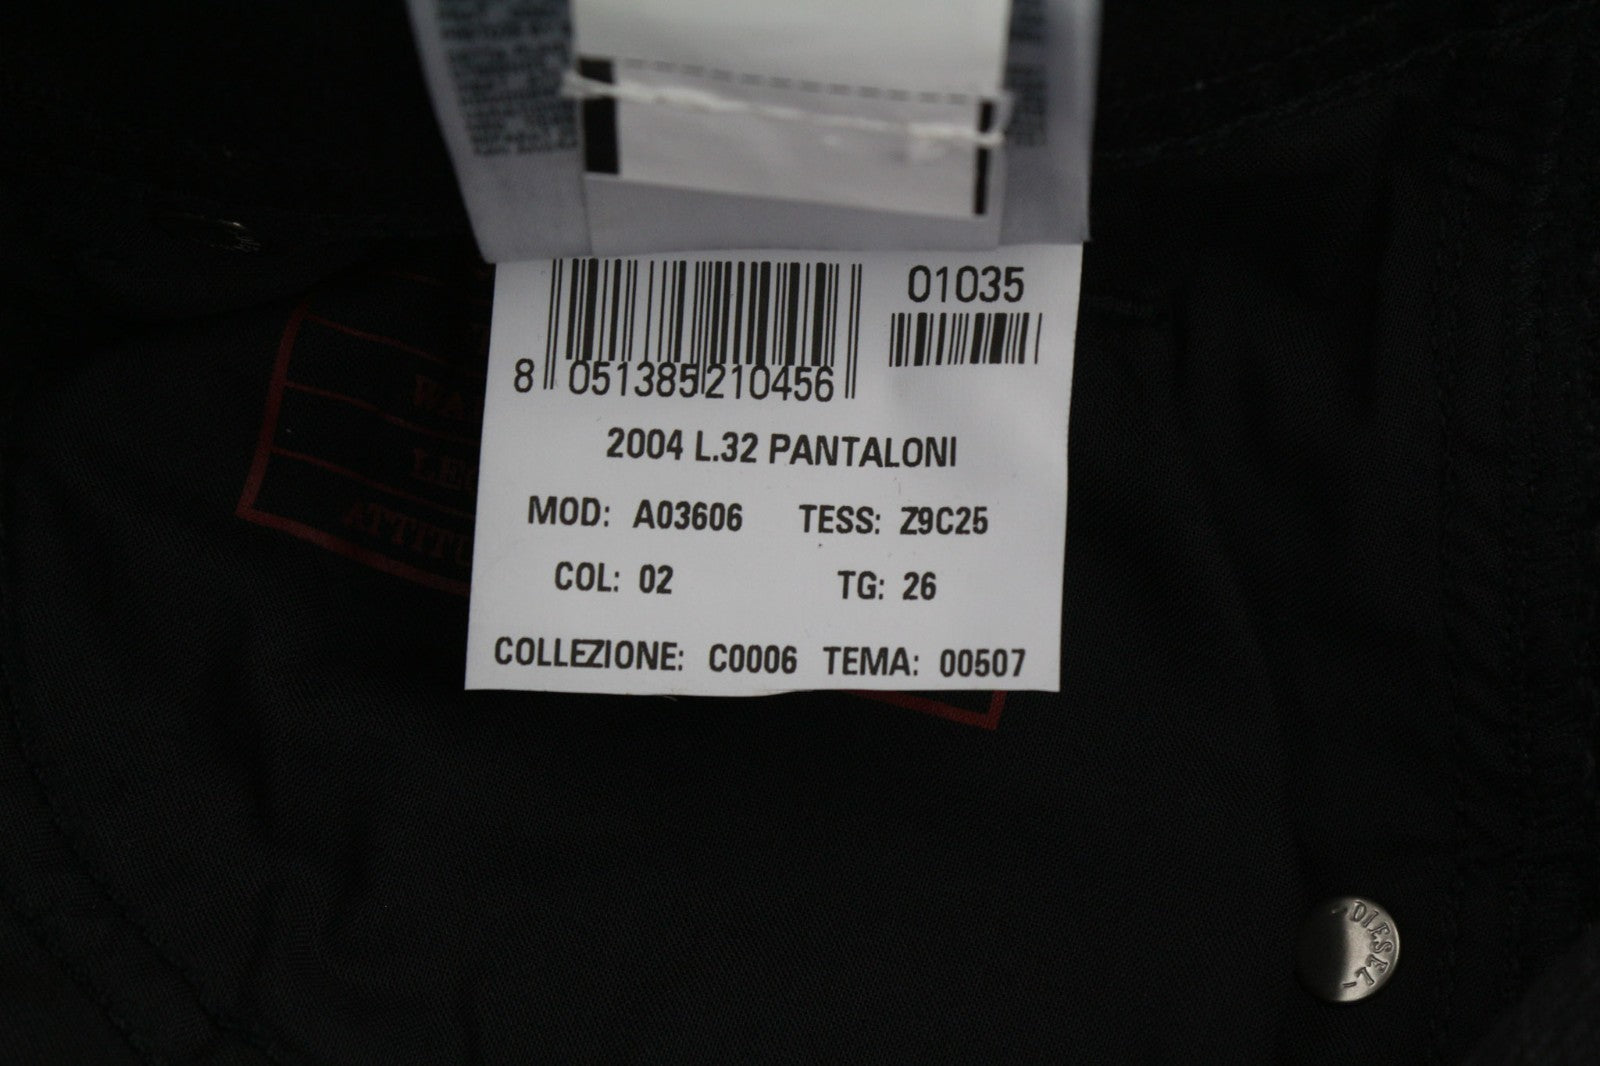 01035
8 051385 210456
2004 L.32 PANTALONI
MOD: A03606 TESS: Z9C25
COL: 02 TG: 26
COLLEZIONE: C0006 TEMA: 00507
DIESEL